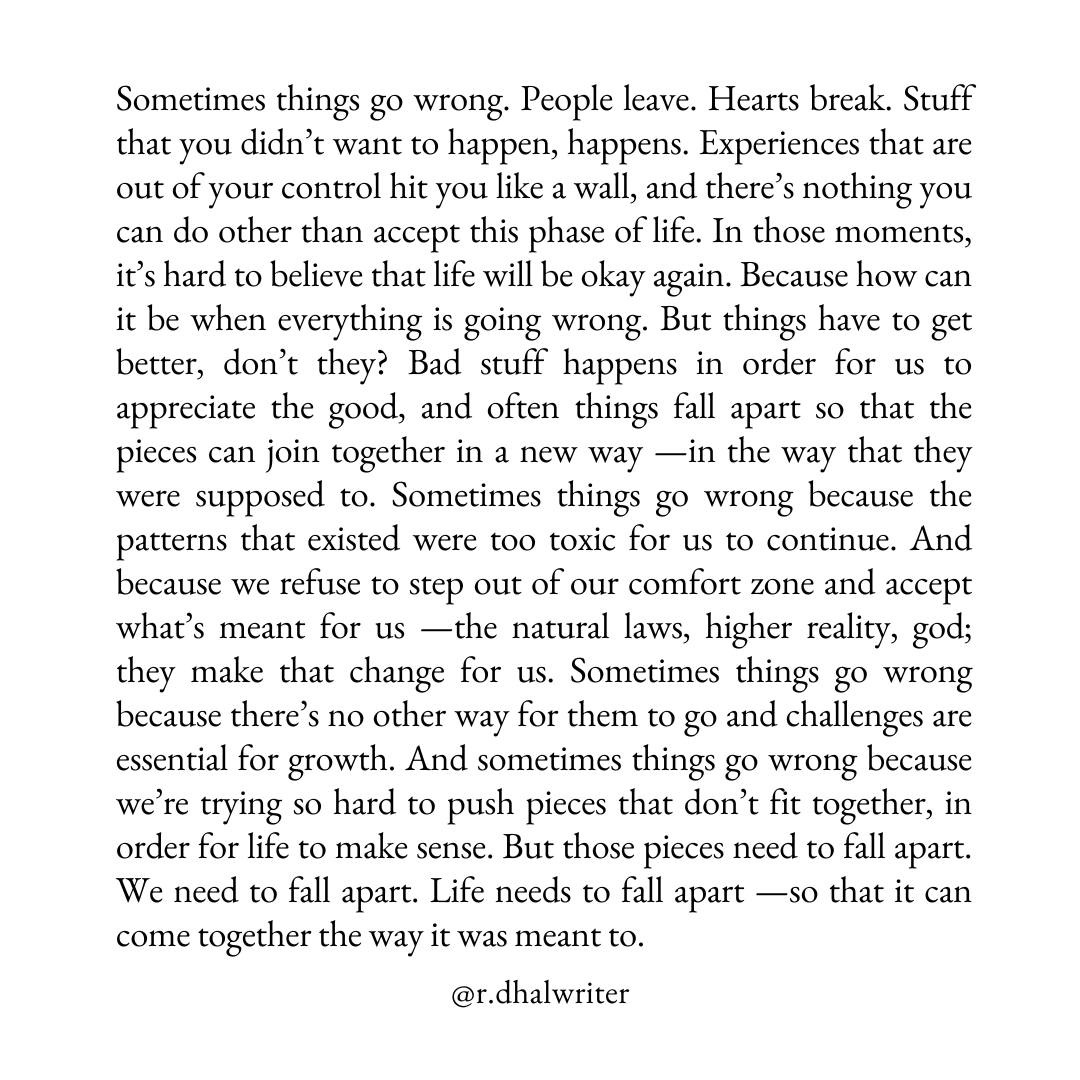 Sometimes things go wrong. People leave. Hearts break. Stuff
that you didn’t want to happen, happens. Experiences that are
out of your control hit you like a wall, and there’s nothing you
can do other than accept this phase of life. In those moments,
it’s hard to believe that life will be okay again. Because how can
it be when everything is going wrong. But things have to get
better, don’t they? Bad stuff happens in order for us to
appreciate the good, and often things fall apart so that the
pieces can join together in a new way —in the way that they
were supposed to. Sometimes things go wrong because the
patterns that existed were too toxic for us to continue. And
because we refuse to step out of our comfort zone and accept
what’s meant for us —the natural laws, higher reality, god;
they make that change for us. Sometimes things go wrong
because there’s no other way for them to go and challenges are
essential for growth. And sometimes things go wrong because
we’re trying so hard to push pieces that don’t fit together, in
order for life to make sense. But those pieces need to fall apart.
We need to fall apart. Life needs to fall apart —so that it can
come together the way it was meant to.
@r.dhalwriter